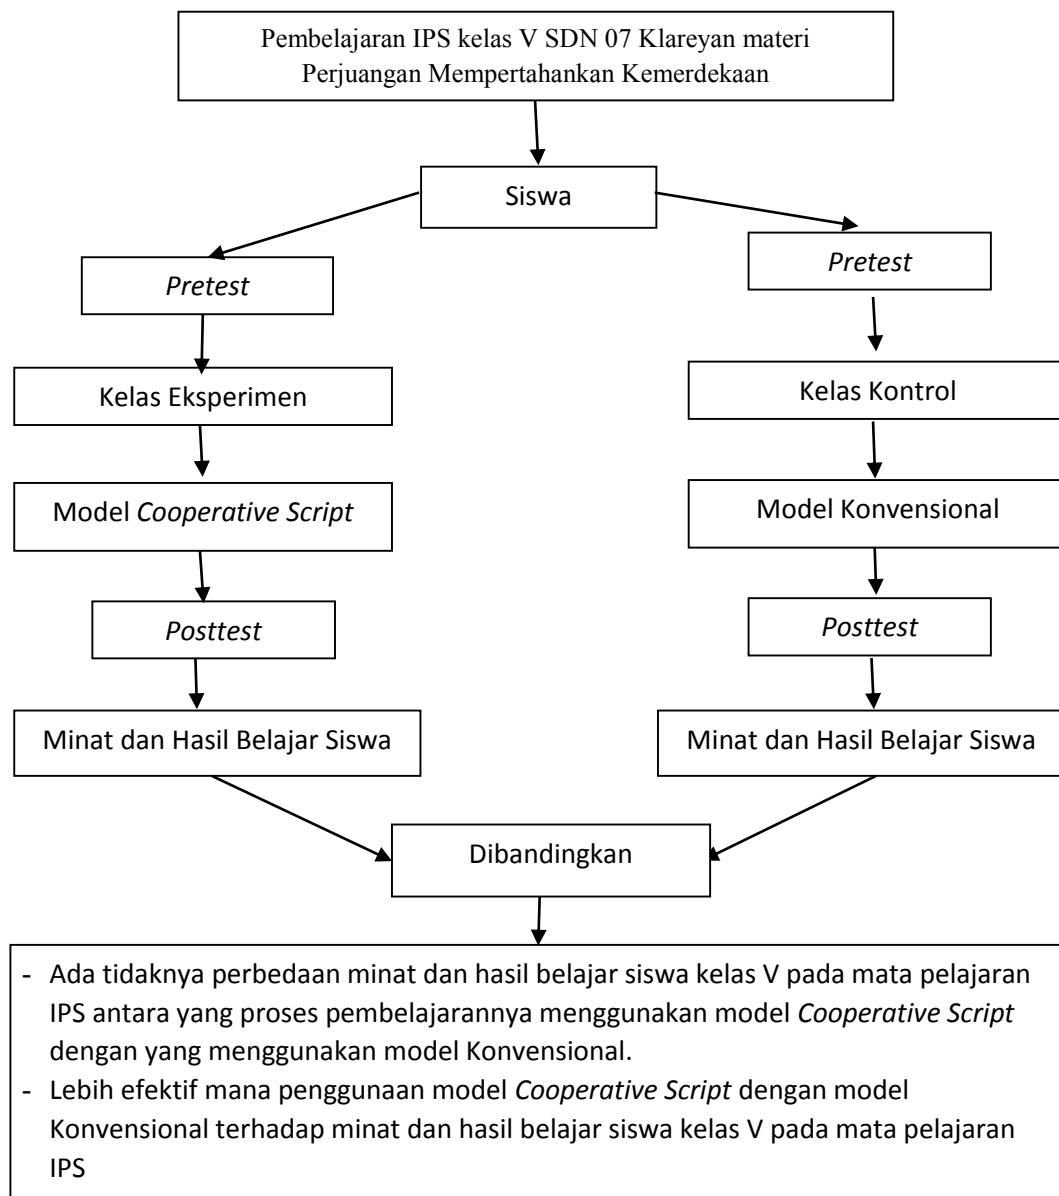 Pembelajaran IPS kelas V SDN 07 Klareyan materi
Perjuangan Mempertahankan Kemerdekaan
Siswa
Pretest
Pretest
Kelas Eksperimen
Kelas Kontrol
Model Cooperative Script
Model Konvensional
Posttest
Posttest
Minat dan Hasil Belajar Siswa
Minat dan Hasil Belajar Siswa
Dibandingkan
- Ada tidaknya perbedaan minat dan hasil belajar siswa kelas V pada mata pelajaran
IPS antara yang proses pembelajarannya menggunakan model Cooperative Script
dengan yang menggunakan model Konvensional.
- Lebih efektif mana penggunaan model Cooperative Script dengan model
Konvensional terhadap minat dan hasil belajar siswa kelas V pada mata pelajaran
IPS